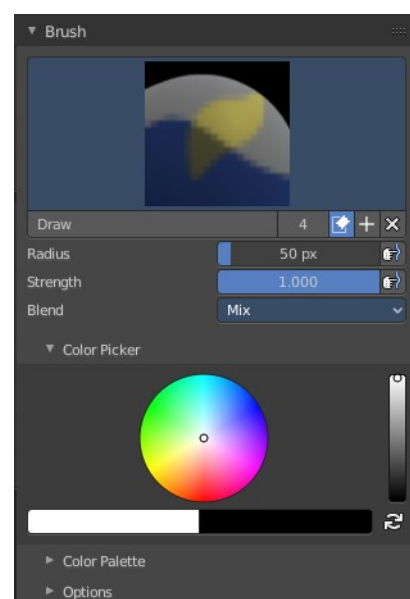 Brush
Draw 4
Radius 50 px
Strength 1.000
Blend Mix
Color Picker
Color Palette
Options